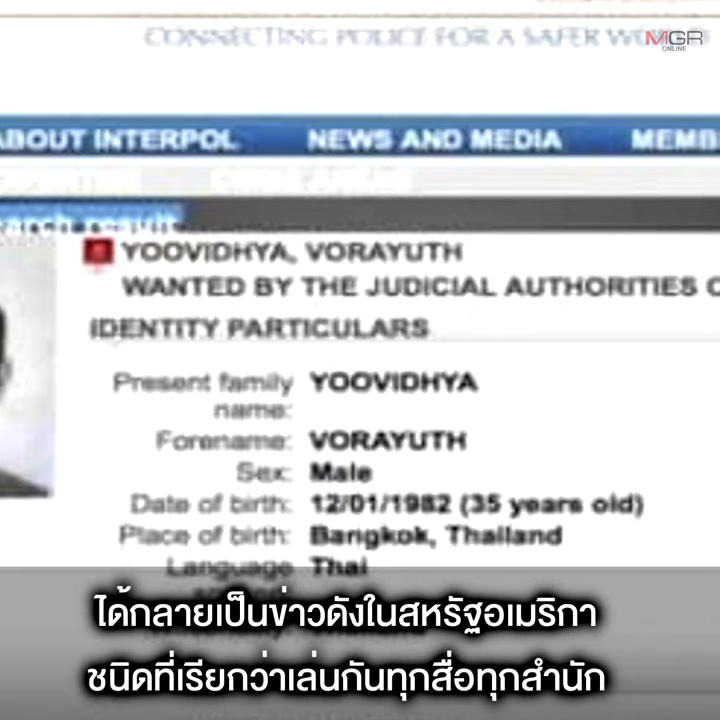 CONNECTING POLICE FOR A SAFER WORLD
MGR
ONLINE
ABOUT INTERPOL NEWS AND MEDIA MEMB
YOOVIDHYA, VORAYUTH
WANTED BY THE JUDICIAL AUTHORITIES O
IDENTITY PARTICULARS
Present family YOOVIDHYA
name:
Forename: VORAYUTH
Sex: Male
Date of birth: 12/01/1982 (35 years old)
Place of birth: Bangkok, Thailand
Language Thai
ได้กลายเป็นข่าวดังในสหรัฐอเมริกา
ชนิดที่เรียกว่าเล่นกันทุกสื่อทุกสำนัก